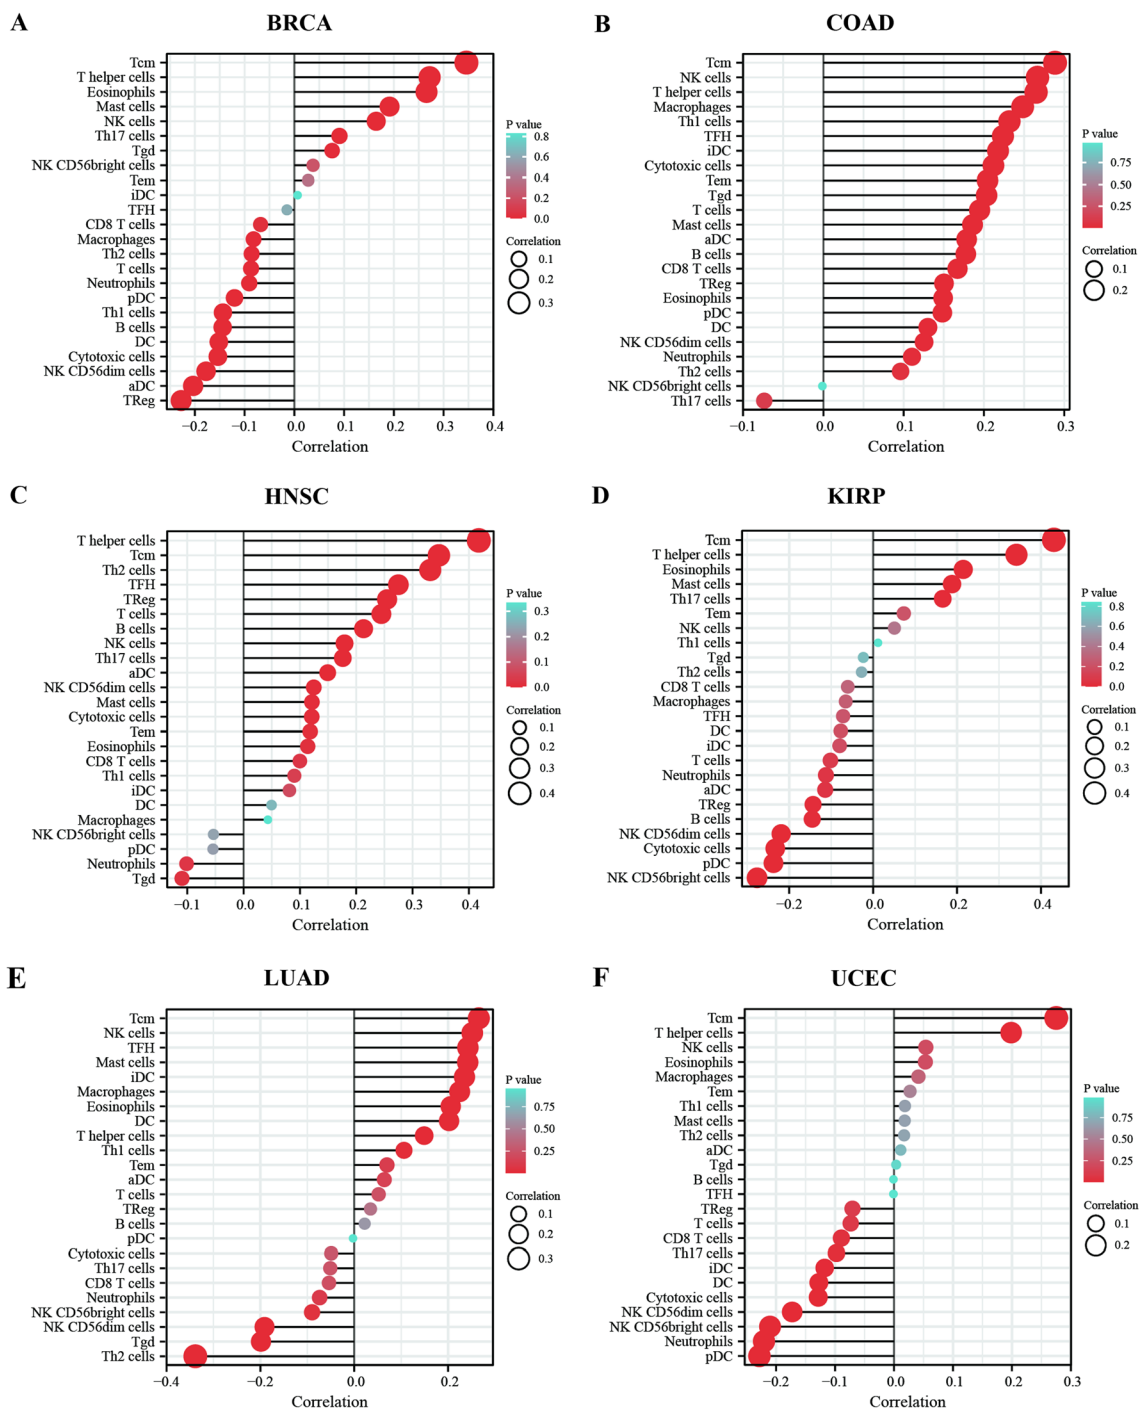 A
BRCA
Tcm
T helper cells
Eosinophils
Mast cells
NK cells
Th17 cells
Tgd
NK CD56bright cells
Tem
iDC
TFH
CD8 T cells
Macrophages
Th2 cells
T cells
Neutrophils
pDC
Th1 cells
B cells
DC
Cytotoxic cells
NK CD56dim cells
aDC
TReg
−0.2 −0.1 0.0 0.1 0.2 0.3 0.4
Correlation
P value
0.8
0.6
0.4
0.2
0.0
Correlation
0.1
0.2
0.3
B
COAD
Tcm
NK cells
T helper cells
Macrophages
Th1 cells
TFH
iDC
Cytotoxic cells
Tem
Tgd
T cells
Mast cells
aDC
B cells
CD8 T cells
TReg
Eosinophils
pDC
DC
NK CD56dim cells
Neutrophils
Th2 cells
NK CD56bright cells
Th17 cells
−0.1 0.0 0.1 0.2 0.3
Correlation
P value
0.75
0.50
0.25
Correlation
0.1
0.2
C
HNSC
T helper cells
Tcm
Th2 cells
TFH
TReg
T cells
B cells
NK cells
Th17 cells
aDC
NK CD56dim cells
Mast cells
Cytotoxic cells
Tem
Eosinophils
CD8 T cells
Th1 cells
iDC
DC
Macrophages
NK CD56bright cells
pDC
Neutrophils
Tgd
−0.1 0.0 0.1 0.2 0.3 0.4
Correlation
P value
0.3
0.2
0.1
0.0
Correlation
0.1
0.2
0.3
0.4
D
KIRP
Tcm
T helper cells
Eosinophils
Mast cells
Th17 cells
Tem
NK cells
Th1 cells
Tgd
Th2 cells
CD8 T cells
Macrophages
TFH
DC
iDC
T cells
Neutrophils
aDC
TReg
B cells
NK CD56dim cells
Cytotoxic cells
pDC
NK CD56bright cells
−0.2 0.0 0.2 0.4
Correlation
P value
0.8
0.6
0.4
0.2
0.0
Correlation
0.1
0.2
0.3
0.4
E
LUAD
Tcm
NK cells
TFH
Mast cells
iDC
Macrophages
Eosinophils
DC
T helper cells
Th1 cells
Tem
aDC
T cells
TReg
B cells
pDC
Cytotoxic cells
Th17 cells
CD8 T cells
Neutrophils
NK CD56bright cells
NK CD56dim cells
Tgd
Th2 cells
−0.4 −0.2 0.0 0.2
Correlation
P value
0.75
0.50
0.25
Correlation
0.1
0.2
0.3
F
UCEC
Tcm
T helper cells
NK cells
Eosinophils
Macrophages
Tem
Th1 cells
Mast cells
Th2 cells
aDC
Tgd
B cells
TFH
TReg
T cells
CD8 T cells
Th17 cells
iDC
DC
Cytotoxic cells
NK CD56dim cells
NK CD56bright cells
Neutrophils
pDC
−0.2 −0.1 0.0 0.1 0.2 0.3
Correlation
P value
0.75
0.50
0.25
Correlation
0.1
0.2